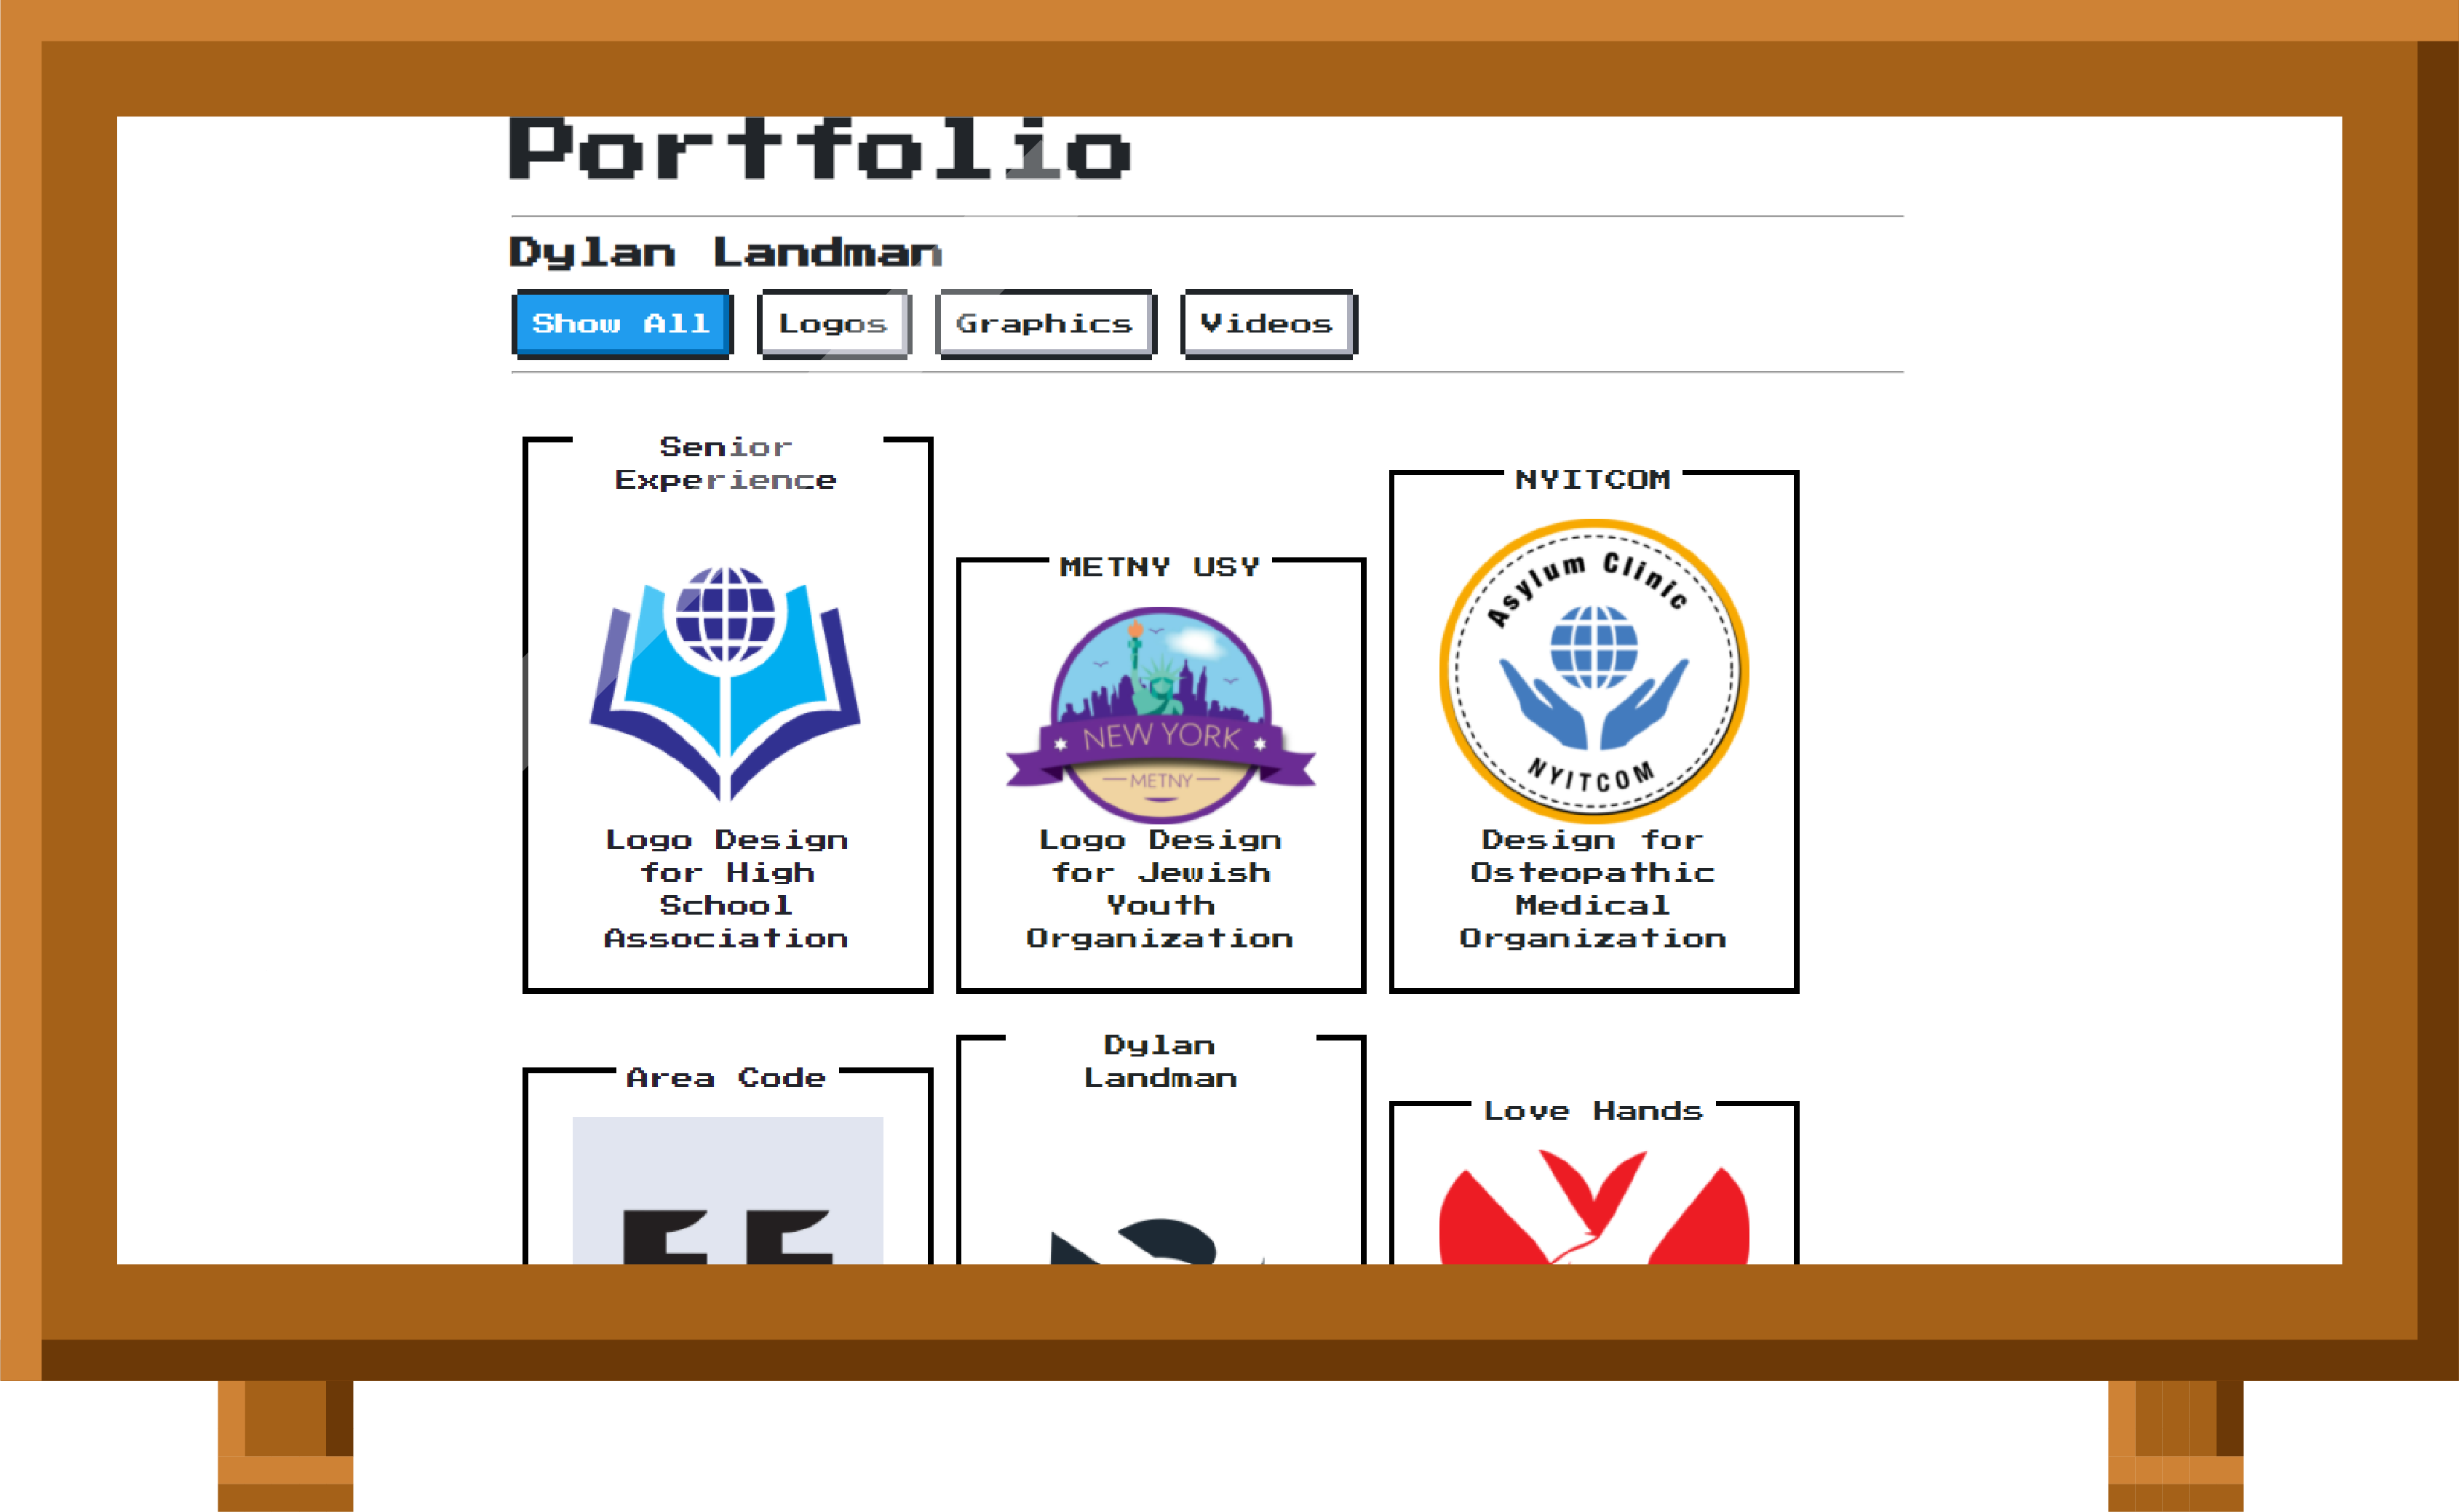 Portfolio
Dylan Landman
Show All
Logos
Graphics
Videos
Senior
Experience
Logo Design
for High
School
Association
METNY USY
NEW YORK
METNY
Logo Design
for Jewish
Youth
Organization
NYITCOM
Asylum Clinic
NYITCOM
Design for
Osteopathic
Medical
Organization
Area Code
Dylan
Landman
Love Hands